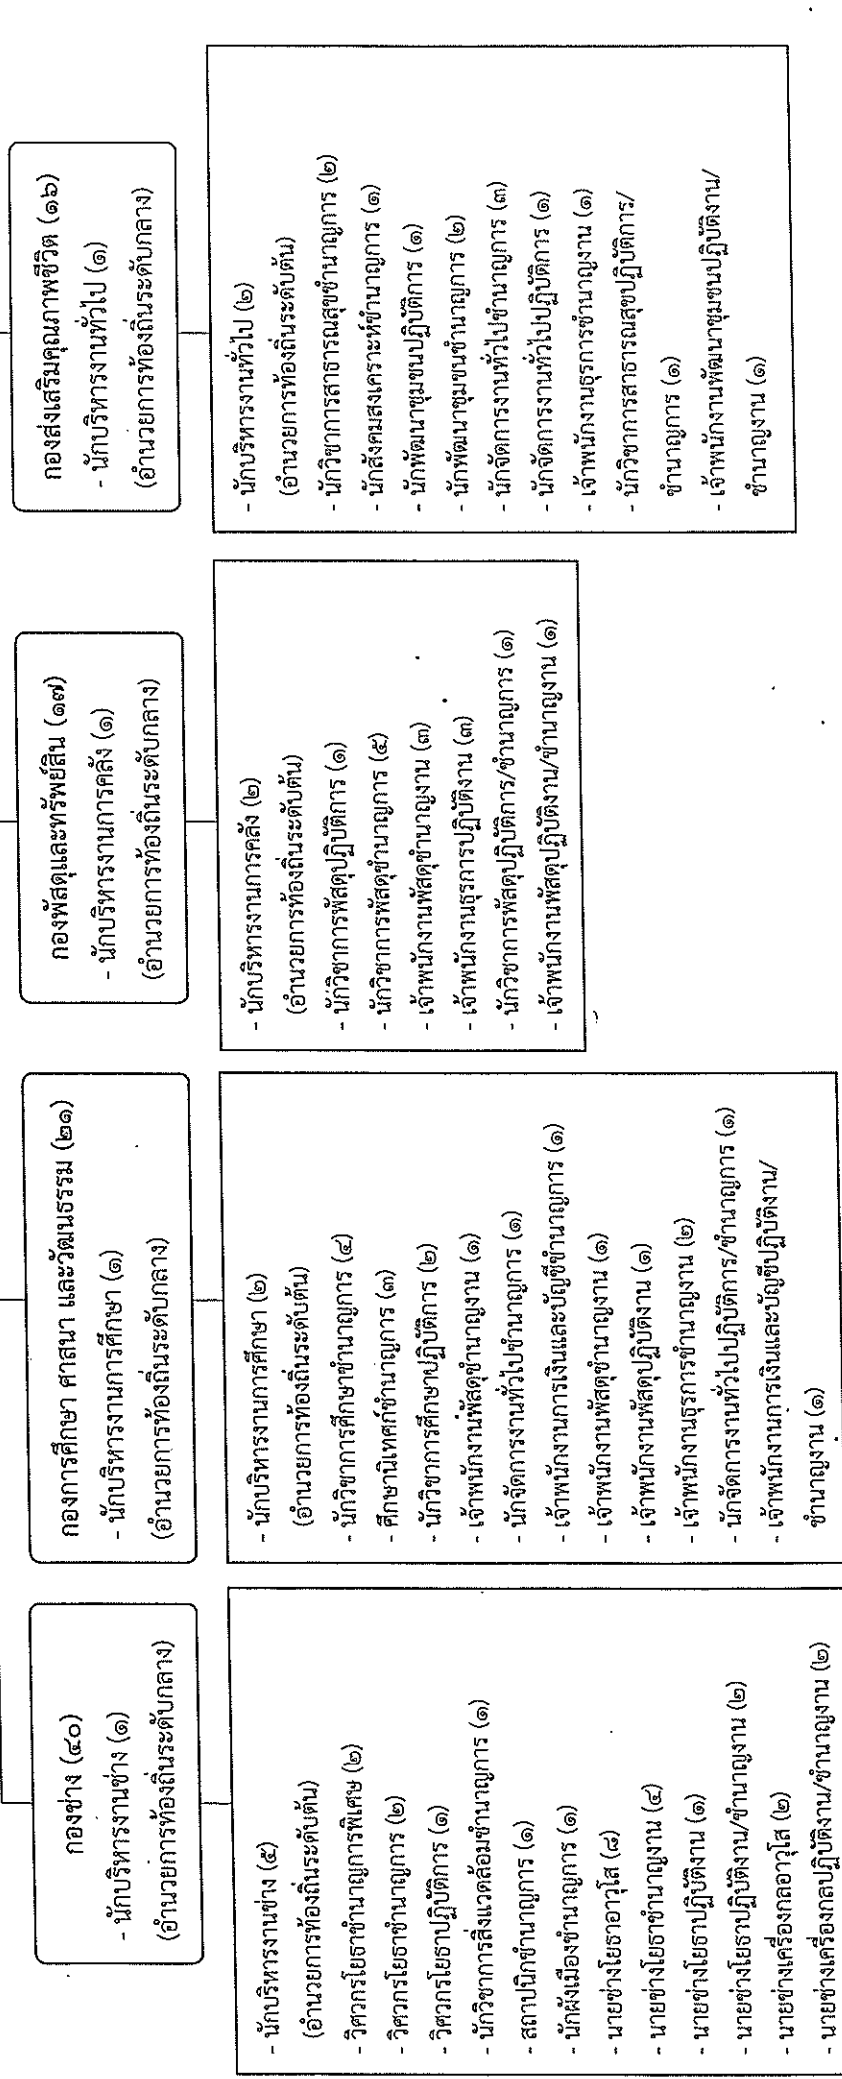 กองช่าง (๔๐)
- นักบริหารงานช่าง (๑)
(อำนวยการท้องถิ่นระดับกลาง)
- นักบริหารงานช่าง (๕)
(อำนวยการท้องถิ่นระดับต้น)
- วิศวกรโยธาชำนาญการพิเศษ (๒)
- วิศวกรโยธาชำนาญการ (๒)
- วิศวกรโยธาปฏิบัติการ (๑)
- นักวิชาการสิ่งแวดล้อมชำนาญการ (๑)
- สถาปนิกชำนาญการ (๑)
- นักผังเมืองชำนาญการ (๑)
- นายช่างโยธาอาวุโส (๘)
- นายช่างโยธาชำนาญงาน (๔)
- นายช่างโยธาปฏิบัติงาน (๑)
- นายช่างโยธาปฏิบัติงาน/ชำนาญงาน (๒)
- นายช่างเครื่องกลอาวุโส (๒)
- นายช่างเครื่องกลปฏิบัติงาน/ชำนาญงาน (๒)
กองการศึกษา ศาสนา และวัฒนธรรม (๒๑)
- นักบริหารงานการศึกษา (๑)
(อำนวยการท้องถิ่นระดับกลาง)
- นักบริหารงานการศึกษา (๒)
(อำนวยการท้องถิ่นระดับต้น)
- นักวิชาการศึกษาชำนาญการ (๔)
- ศึกษานิเทศก์ชำนาญการ (๓)
- นักวิชาการศึกษาปฏิบัติการ (๒)
- เจ้าพนักงานพัสดุชำนาญงาน (๑)
- นักจัดการงานทั่วไปชำนาญการ (๑)
- เจ้าพนักงานการเงินและบัญชีชำนาญการ (๑)
- เจ้าพนักงานพัสดุชำนาญงาน (๑)
- เจ้าพนักงานพัสดุปฏิบัติงาน (๑)
- เจ้าพนักงานธุรการชำนาญงาน (๒)
- นักจัดการงานทั่วไปปฏิบัติการ/ชำนาญการ (๑)
- เจ้าพนักงานการเงินและบัญชีปฏิบัติงาน/
ชำนาญงาน (๑)
กองพัสดุและทรัพย์สิน (๑๗)
- นักบริหารงานการคลัง (๑)
(อำนวยการท้องถิ่นระดับกลาง)
- นักบริหารงานการคลัง (๒)
(อำนวยการท้องถิ่นระดับต้น)
- นักวิชาการพัสดุปฏิบัติการ (๑)
- นักวิชาการพัสดุชำนาญการ (๕)
- เจ้าพนักงานพัสดุชำนาญงาน (๓)
- เจ้าพนักงานธุรการปฏิบัติงาน (๓)
- นักวิชาการพัสดุปฏิบัติการ/ชำนาญการ (๑)
- เจ้าพนักงานพัสดุปฏิบัติงาน/ชำนาญงาน (๑)
กองส่งเสริมคุณภาพชีวิต (๑๖)
- นักบริหารงานทั่วไป (๑)
(อำนวยการท้องถิ่นระดับกลาง)
- นักบริหารงานทั่วไป (๒)
(อำนวยการท้องถิ่นระดับต้น)
- นักวิชาการสาธารณสุขชำนาญการ (๒)
- นักสังคมสงเคราะห์ชำนาญการ (๑)
- นักพัฒนาชุมชนปฏิบัติการ (๑)
- นักพัฒนาชุมชนชำนาญการ (๒)
- นักจัดการงานทั่วไปชำนาญการ (๓)
- นักจัดการงานทั่วไปปฏิบัติการ (๑)
- เจ้าพนักงานธุรการชำนาญงาน (๑)
- นักวิชาการสาธารณสุขปฏิบัติการ/
ชำนาญการ (๑)
- เจ้าพนักงานพัฒนาชุมชนปฏิบัติงาน/
ชำนาญงาน (๑)